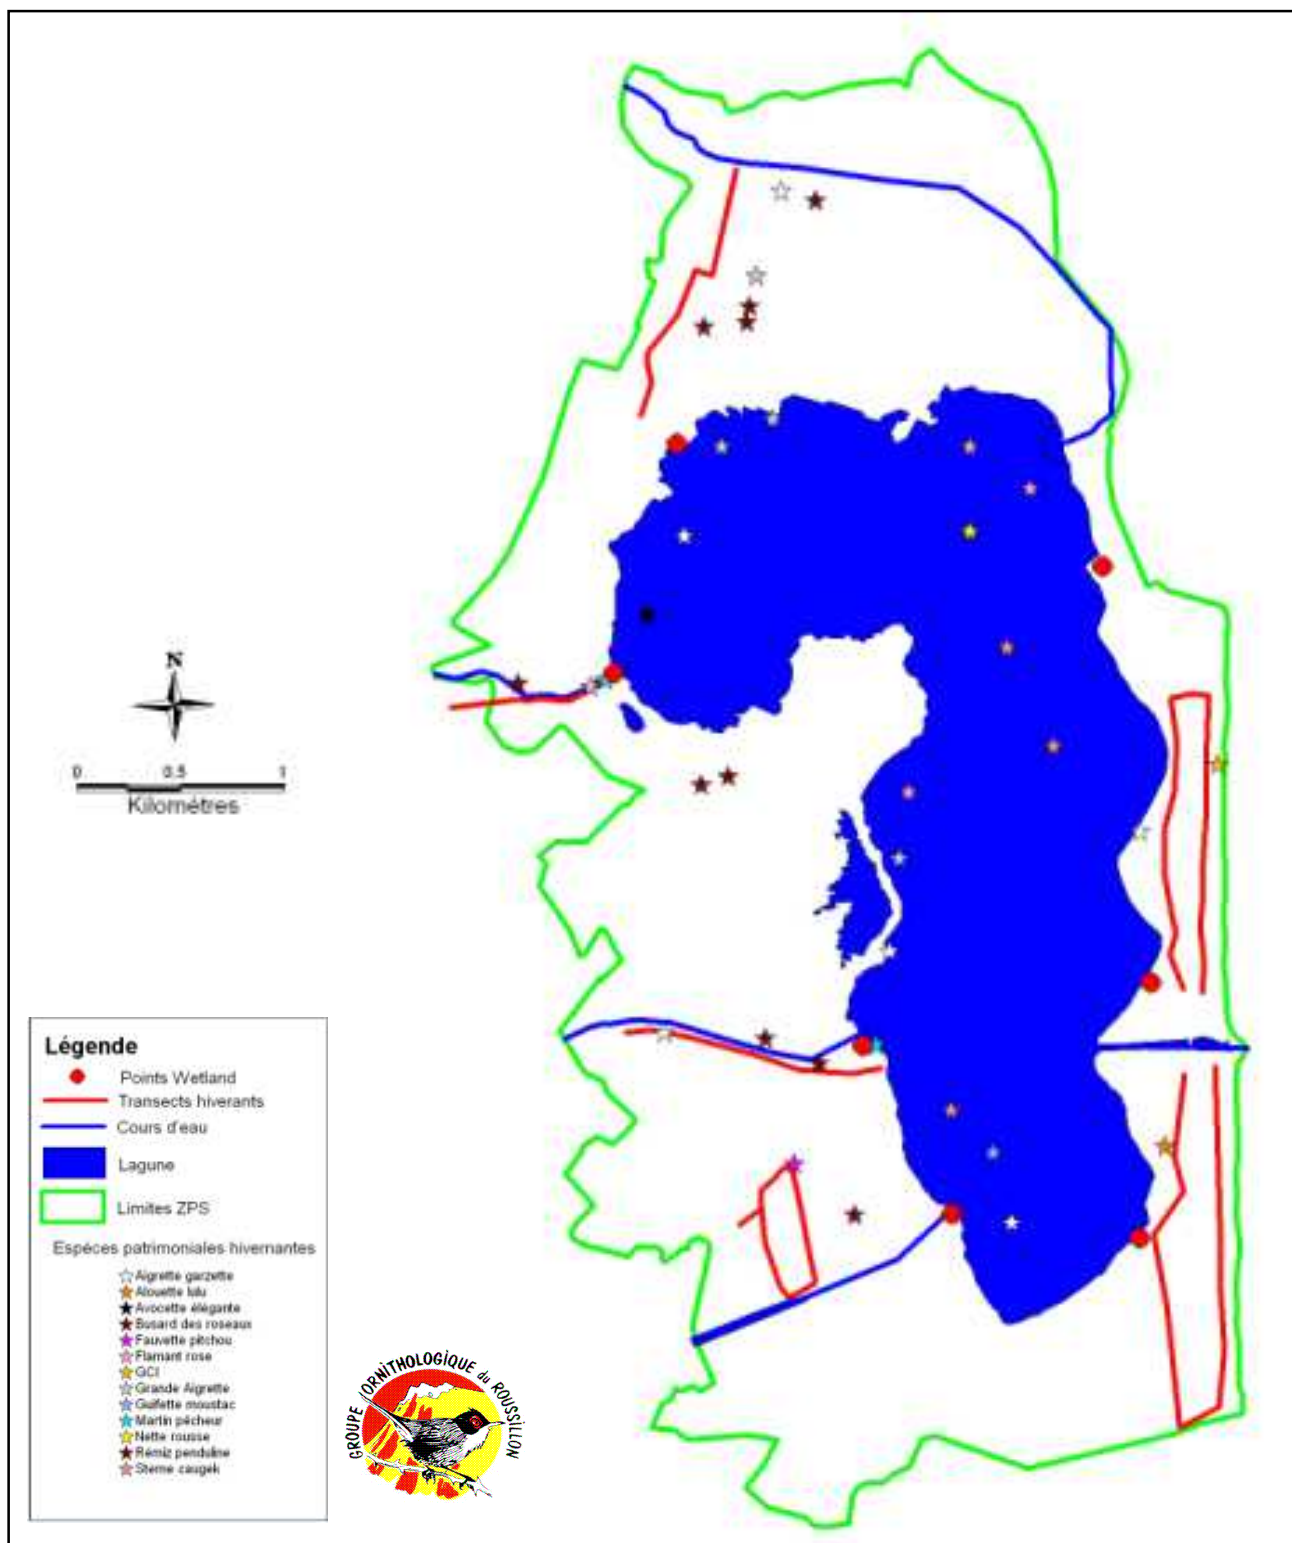 N
0 0.5 1
Kilométres
Légende
Points Wetland
Transects hiverants
Cours d'eau
Lagune
Limites ZPS
Espéces patrimoniales hivernantes
Aigrette garzette
Alouette lulu
Avocette élégante
Busard des roseaux
Fauvette pitchou
Flamant rose
GCI
Grande Aigrette
Guifette moustac
Martin pêcheur
Nette rousse
Rémiz penduline
Sterne caugek
GROUPE ORNITHOLOGIQUE du ROUSSILLON